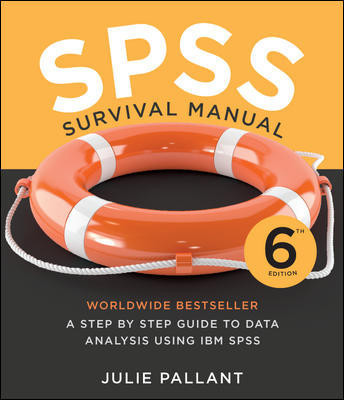 SPSS
SURVIVAL MANUAL
6TH
EDITION
WORLDWIDE BESTSELLER
A STEP BY STEP GUIDE TO DATA
ANALYSIS USING IBM SPSS
JULIE PALLANT